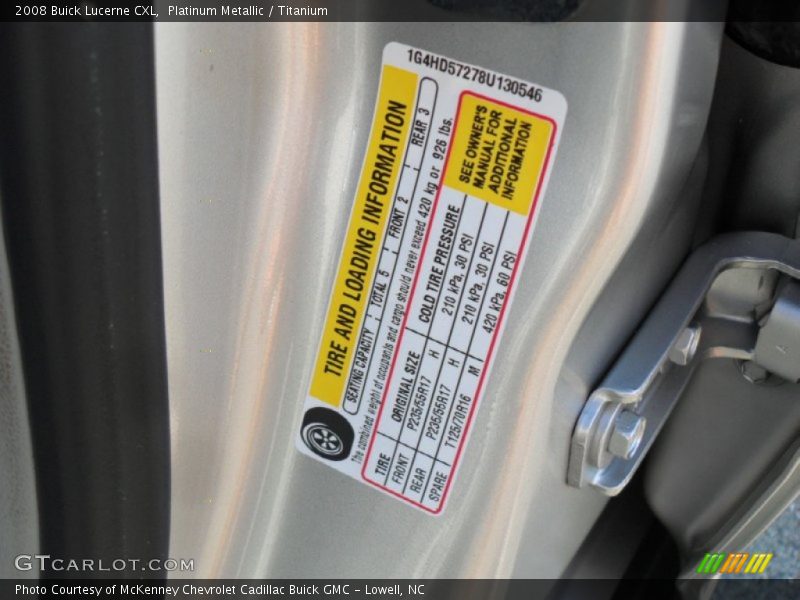 2008 Buick Lucerne CXL,  Platinum Metallic / Titanium
1G4HD57278U130546
TIRE AND LOADING INFORMATION
SEATING CAPACITY TOTAL 5 FRONT 2 REAR 3
The combined weight of occupants and cargo should never exceed 420 kg or 926 lbs.
TIRE ORIGINAL SIZE COLD TIRE PRESSURE
FRONT P235/55R17 H 210 kPa, 30 PSI
REAR P235/55R17 H 210 kPa, 30 PSI
SPARE T125/70R16 M 420 kPa, 60 PSI
SEE OWNER'S
MANUAL FOR
ADDITIONAL
INFORMATION
GTCARLOT.COM
Photo Courtesy of McKenney Chevrolet Cadillac Buick GMC - Lowell, NC